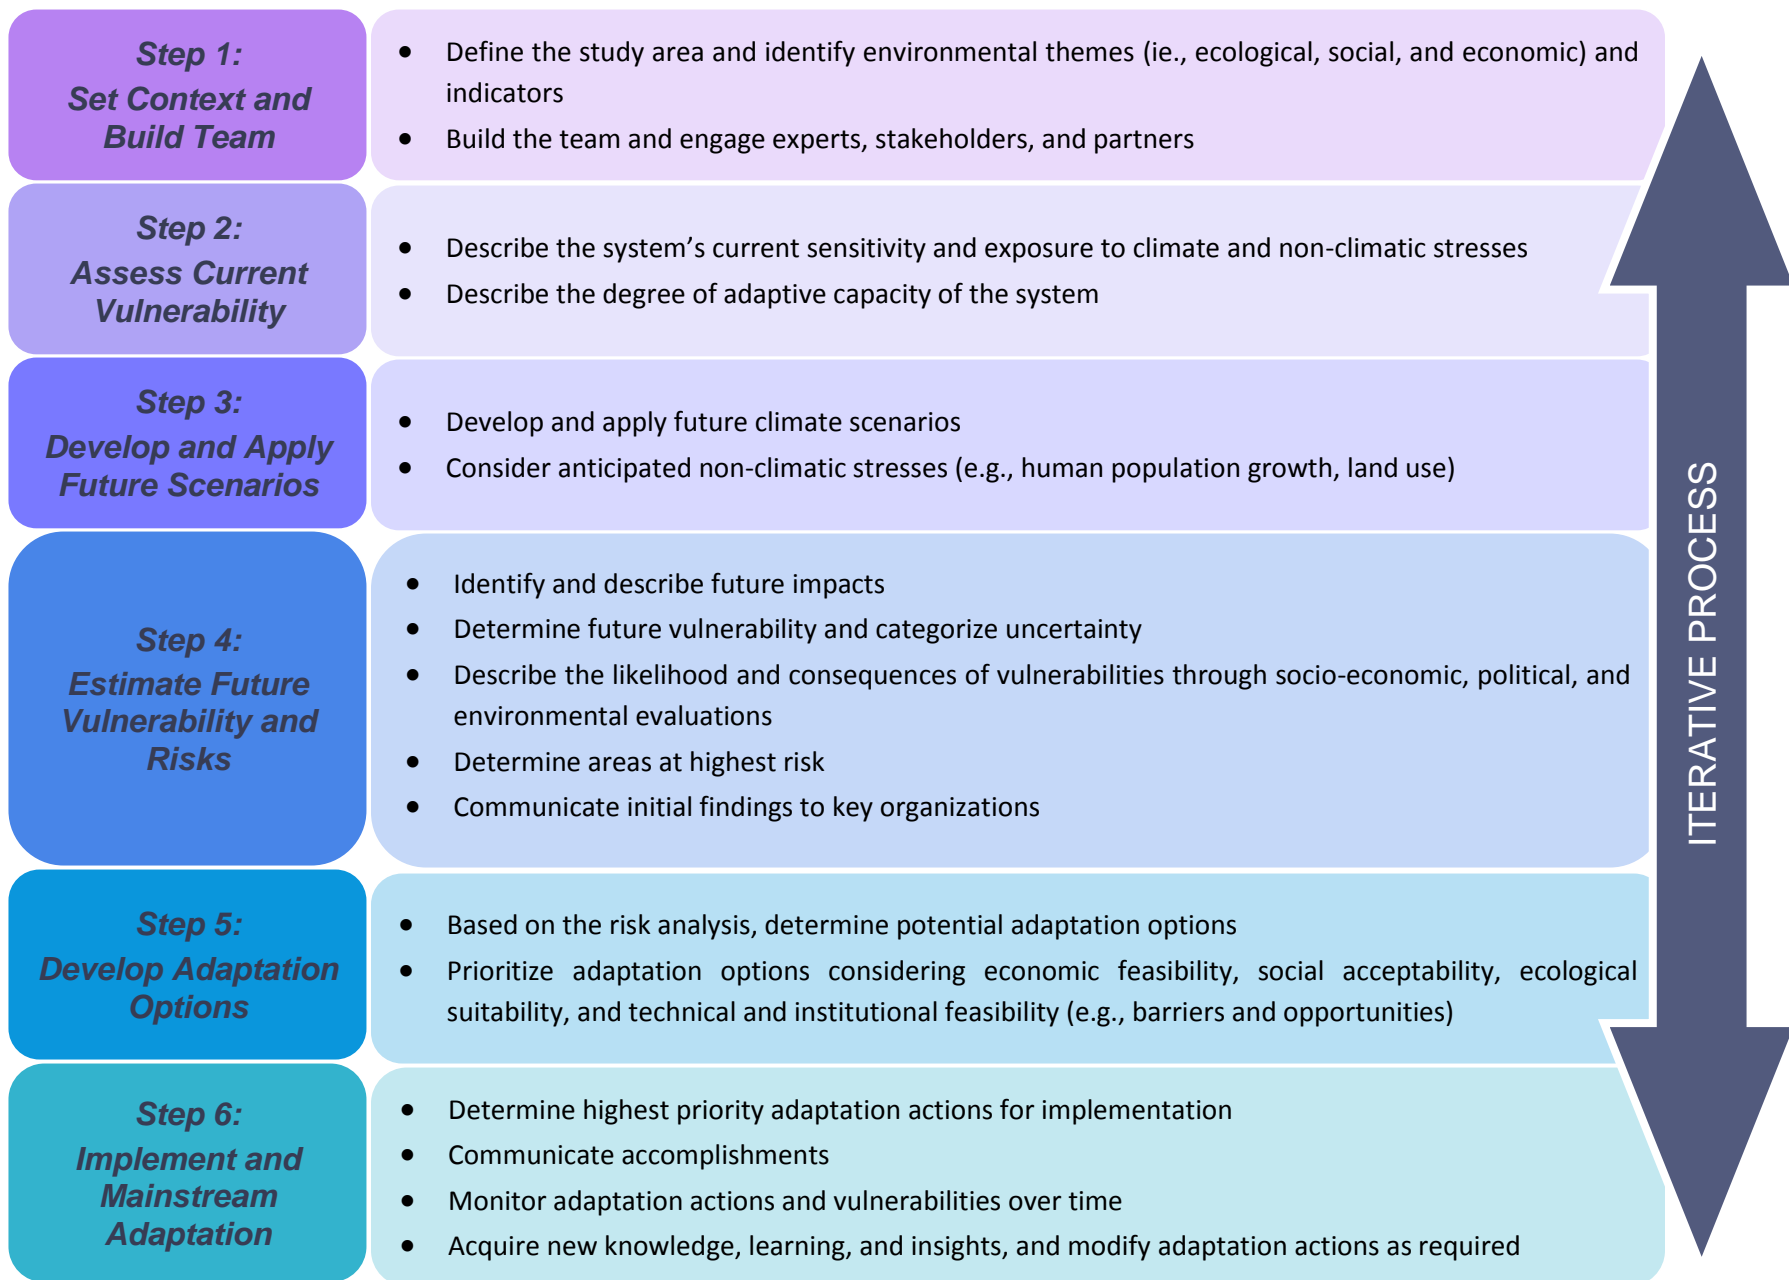 Step 1:
Set Context and
Build Team
• Define the study area and identify environmental themes (ie., ecological, social, and economic) and
indicators
• Build the team and engage experts, stakeholders, and partners
Step 2:
Assess Current
Vulnerability
• Describe the system’s current sensitivity and exposure to climate and non-climatic stresses
• Describe the degree of adaptive capacity of the system
Step 3:
Develop and Apply
Future Scenarios
• Develop and apply future climate scenarios
• Consider anticipated non-climatic stresses (e.g., human population growth, land use)
Step 4:
Estimate Future
Vulnerability and
Risks
• Identify and describe future impacts
• Determine future vulnerability and categorize uncertainty
• Describe the likelihood and consequences of vulnerabilities through socio-economic, political, and
environmental evaluations
• Determine areas at highest risk
• Communicate initial findings to key organizations
Step 5:
Develop Adaptation
Options
• Based on the risk analysis, determine potential adaptation options
• Prioritize adaptation options considering economic feasibility, social acceptability, ecological
suitability, and technical and institutional feasibility (e.g., barriers and opportunities)
Step 6:
Implement and
Mainstream
Adaptation
• Determine highest priority adaptation actions for implementation
• Communicate accomplishments
• Monitor adaptation actions and vulnerabilities over time
• Acquire new knowledge, learning, and insights, and modify adaptation actions as required
ITERATIVE PROCESS